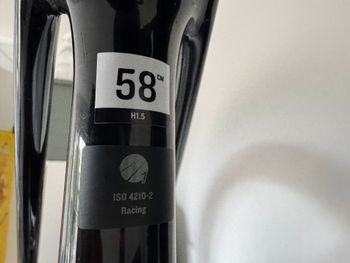 58 CM
H1.5
ISO 4210-2
Racing